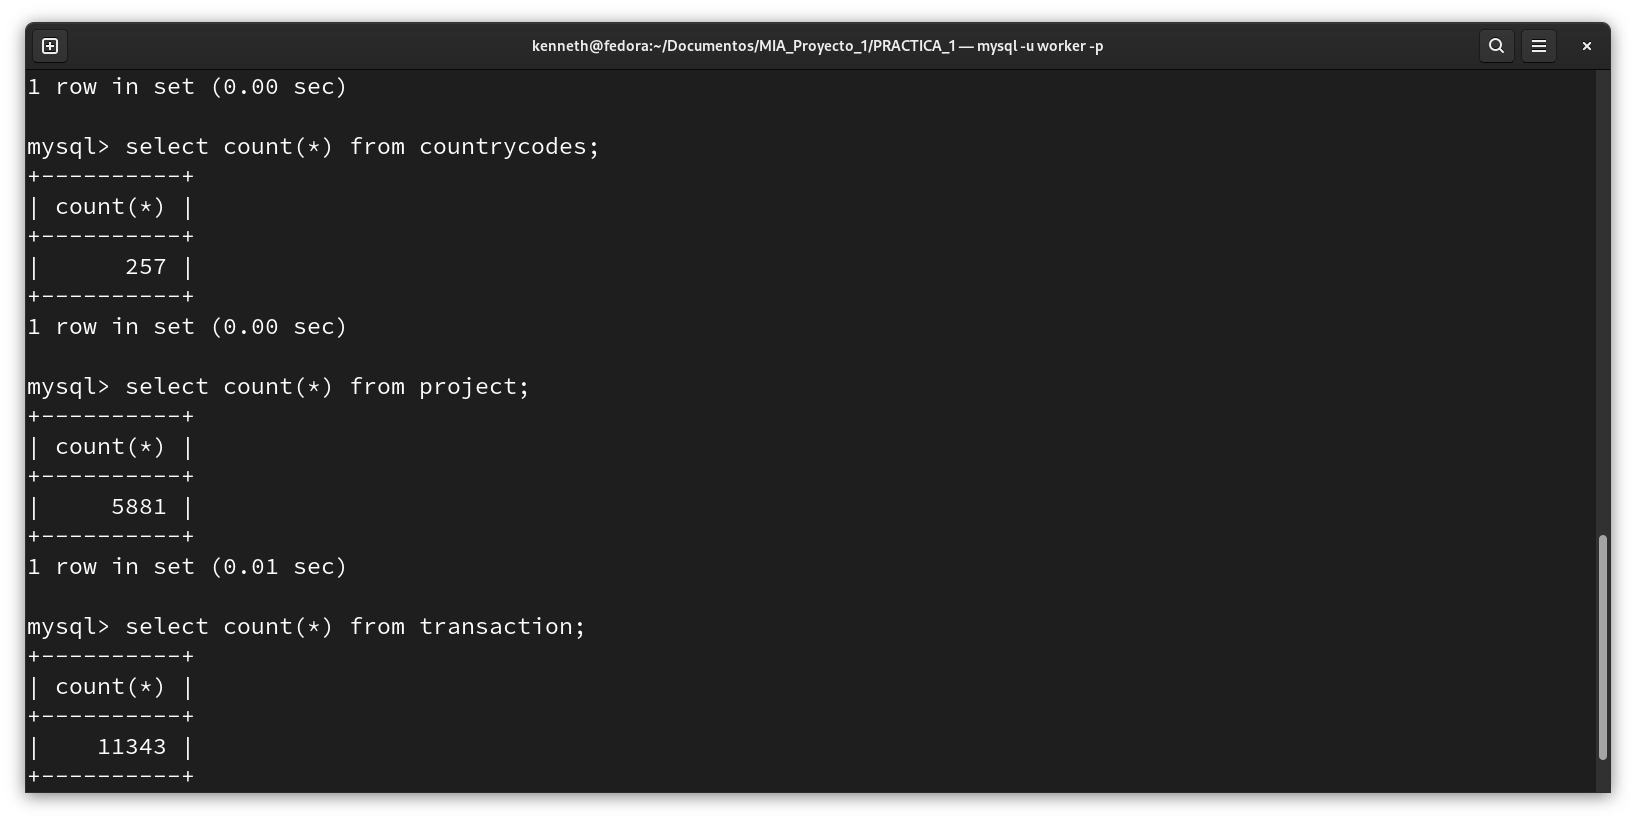 kenneth@fedora:~/Documentos/MIA_Proyecto_1/PRACTICA_1 — mysql -u worker -p
1 row in set (0.00 sec)
mysql> select count(*) from countrycodes;
+----------+
| count(*) |
+----------+
|      257 |
+----------+
1 row in set (0.00 sec)
mysql> select count(*) from project;
+----------+
| count(*) |
+----------+
|     5881 |
+----------+
1 row in set (0.01 sec)
mysql> select count(*) from transaction;
+----------+
| count(*) |
+----------+
|    11343 |
+----------+